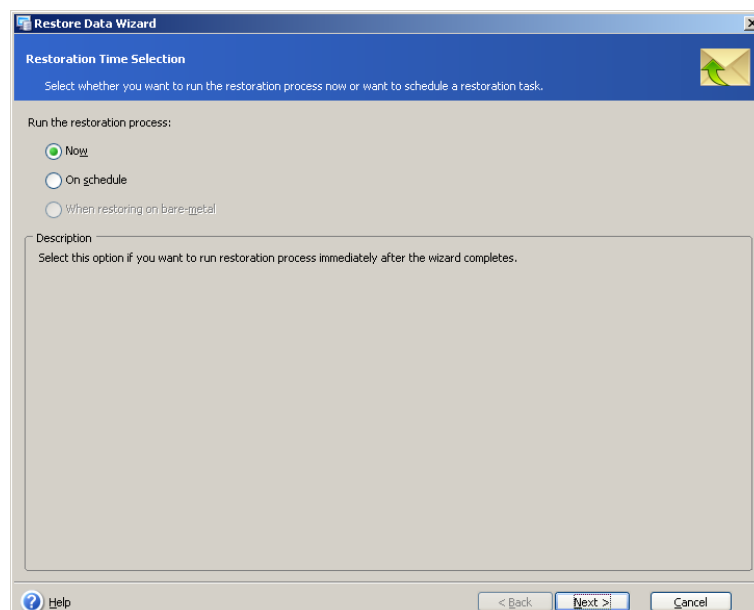 Restore Data Wizard
Restoration Time Selection
Select whether you want to run the restoration process now or want to schedule a restoration task.
Run the restoration process:
Now
On schedule
When restoring on bare-metal
Description
Select this option if you want to run restoration process immediately after the wizard completes.
Help
< Back
Next >
Cancel